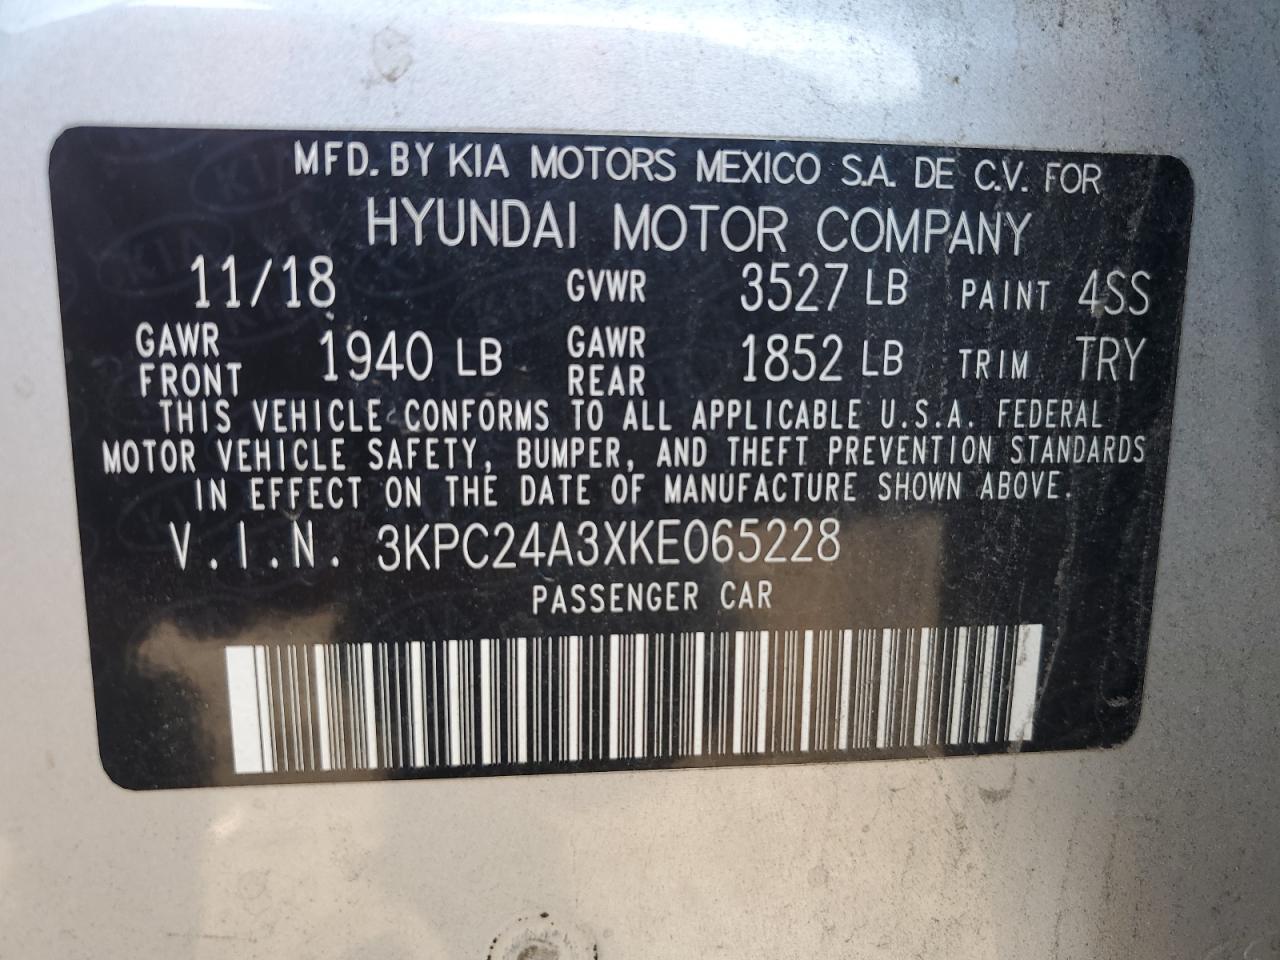 MFD. BY KIA MOTORS MEXICO S.A. DE C.V. FOR
HYUNDAI MOTOR COMPANY
11/18 GVWR 3527 LB PAINT 4SS
GAWR FRONT 1940 LB GAWR REAR 1852 LB TRIM TRY
THIS VEHICLE CONFORMS TO ALL APPLICABLE U.S.A. FEDERAL
MOTOR VEHICLE SAFETY, BUMPER, AND THEFT PREVENTION STANDARDS
IN EFFECT ON THE DATE OF MANUFACTURE SHOWN ABOVE.
V.I.N. 3KPC24A3XKE065228
PASSENGER CAR